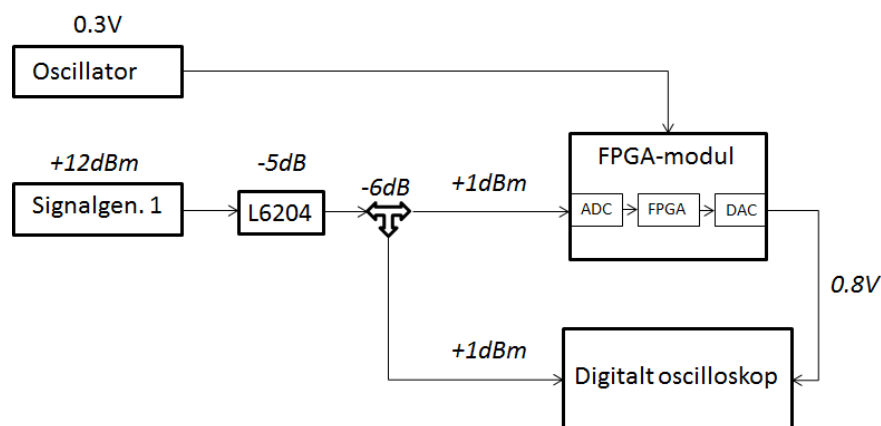 0.3V
Oscillator
+12dBm
Signalgen. 1
-5dB
L6204
-6dB
+1dBm
FPGA-modul
ADC
FPGA
DAC
0.8V
+1dBm
Digitalt oscilloskop